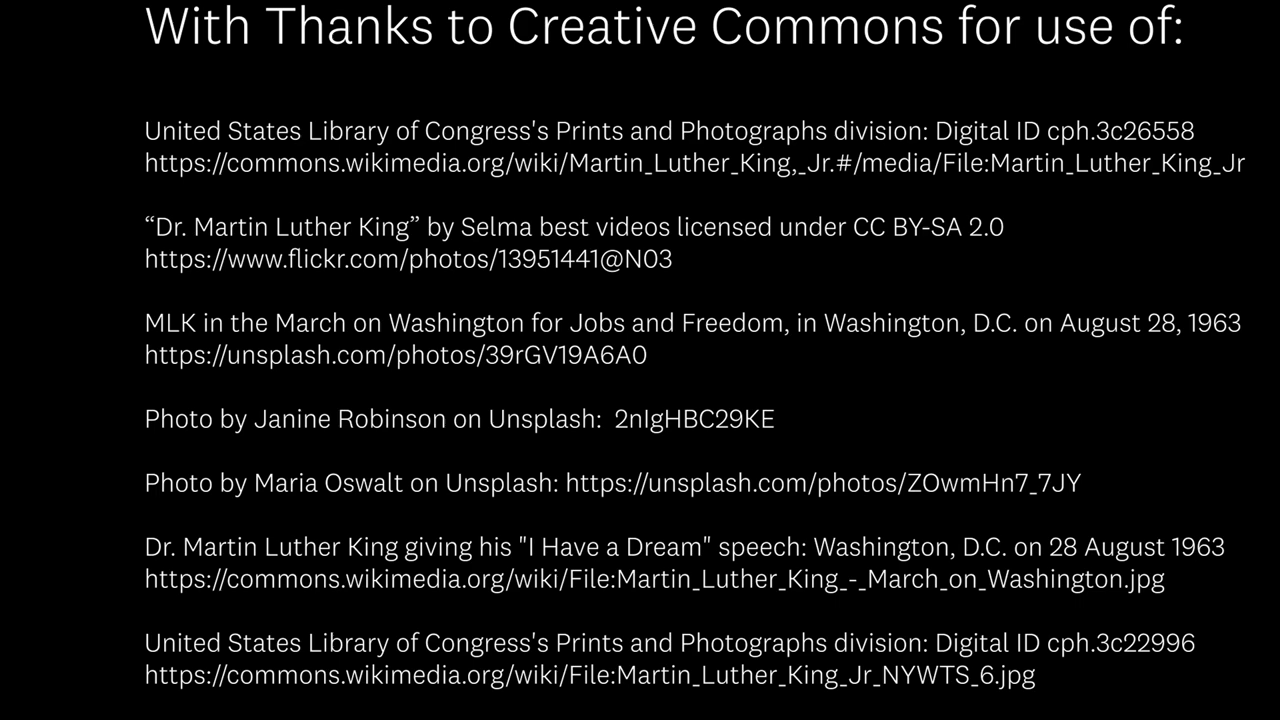 With Thanks to Creative Commons for use of:
United States Library of Congress's Prints and Photographs division: Digital ID cph.3c26558
https://commons.wikimedia.org/wiki/Martin_Luther_King,_Jr.#/media/File:Martin_Luther_King_Jr
“Dr. Martin Luther King” by Selma best videos licensed under CC BY-SA 2.0
https://www.flickr.com/photos/13951441@N03
MLK in the March on Washington for Jobs and Freedom, in Washington, D.C. on August 28, 1963
https://unsplash.com/photos/39rGV19A6A0
Photo by Janine Robinson on Unsplash:  2nIgHBC29KE
Photo by Maria Oswalt on Unsplash: https://unsplash.com/photos/ZOwmHn7_7JY
Dr. Martin Luther King giving his "I Have a Dream" speech: Washington, D.C. on 28 August 1963
https://commons.wikimedia.org/wiki/File:Martin_Luther_King_-_March_on_Washington.jpg
United States Library of Congress's Prints and Photographs division: Digital ID cph.3c22996
https://commons.wikimedia.org/wiki/File:Martin_Luther_King_Jr_NYWTS_6.jpg